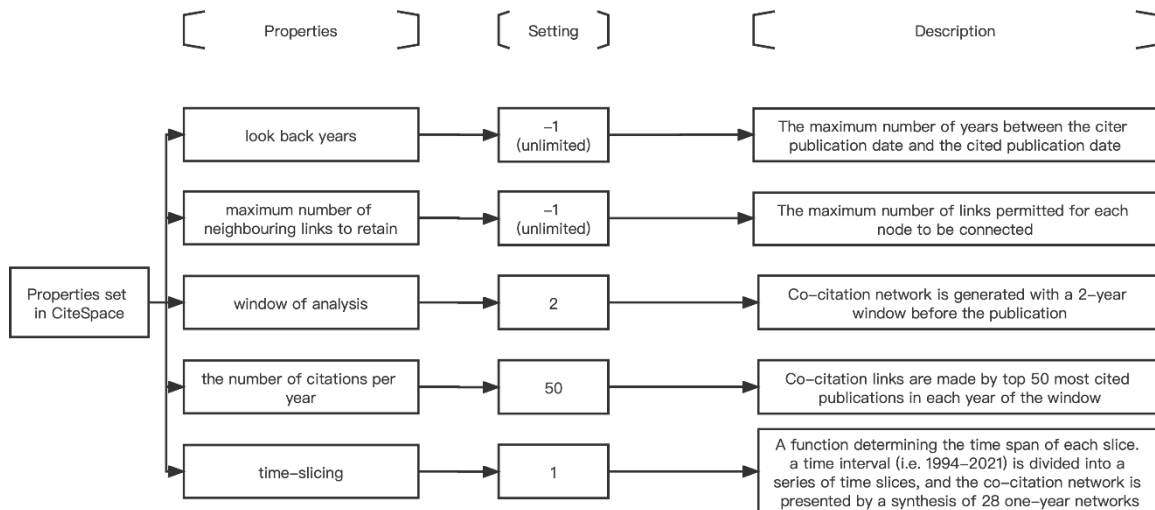 Properties
Setting
Description
look back years
–1
(unlimited)
The maximum number of years between the citer
publication date and the cited publication date
maximum number of
neighbouring links to retain
–1
(unlimited)
The maximum number of links permitted for each
node to be connected
Properties set
in CiteSpace
window of analysis
2
Co–citation network is generated with a 2–year
window before the publication
the number of citations per
year
50
Co–citation links are made by top 50 most cited
publications in each year of the window
time–slicing
1
A function determining the time span of each slice.
a time interval (i.e. 1994–2021) is divided into a
series of time slices, and the co–citation network is
presented by a synthesis of 28 one–year networks